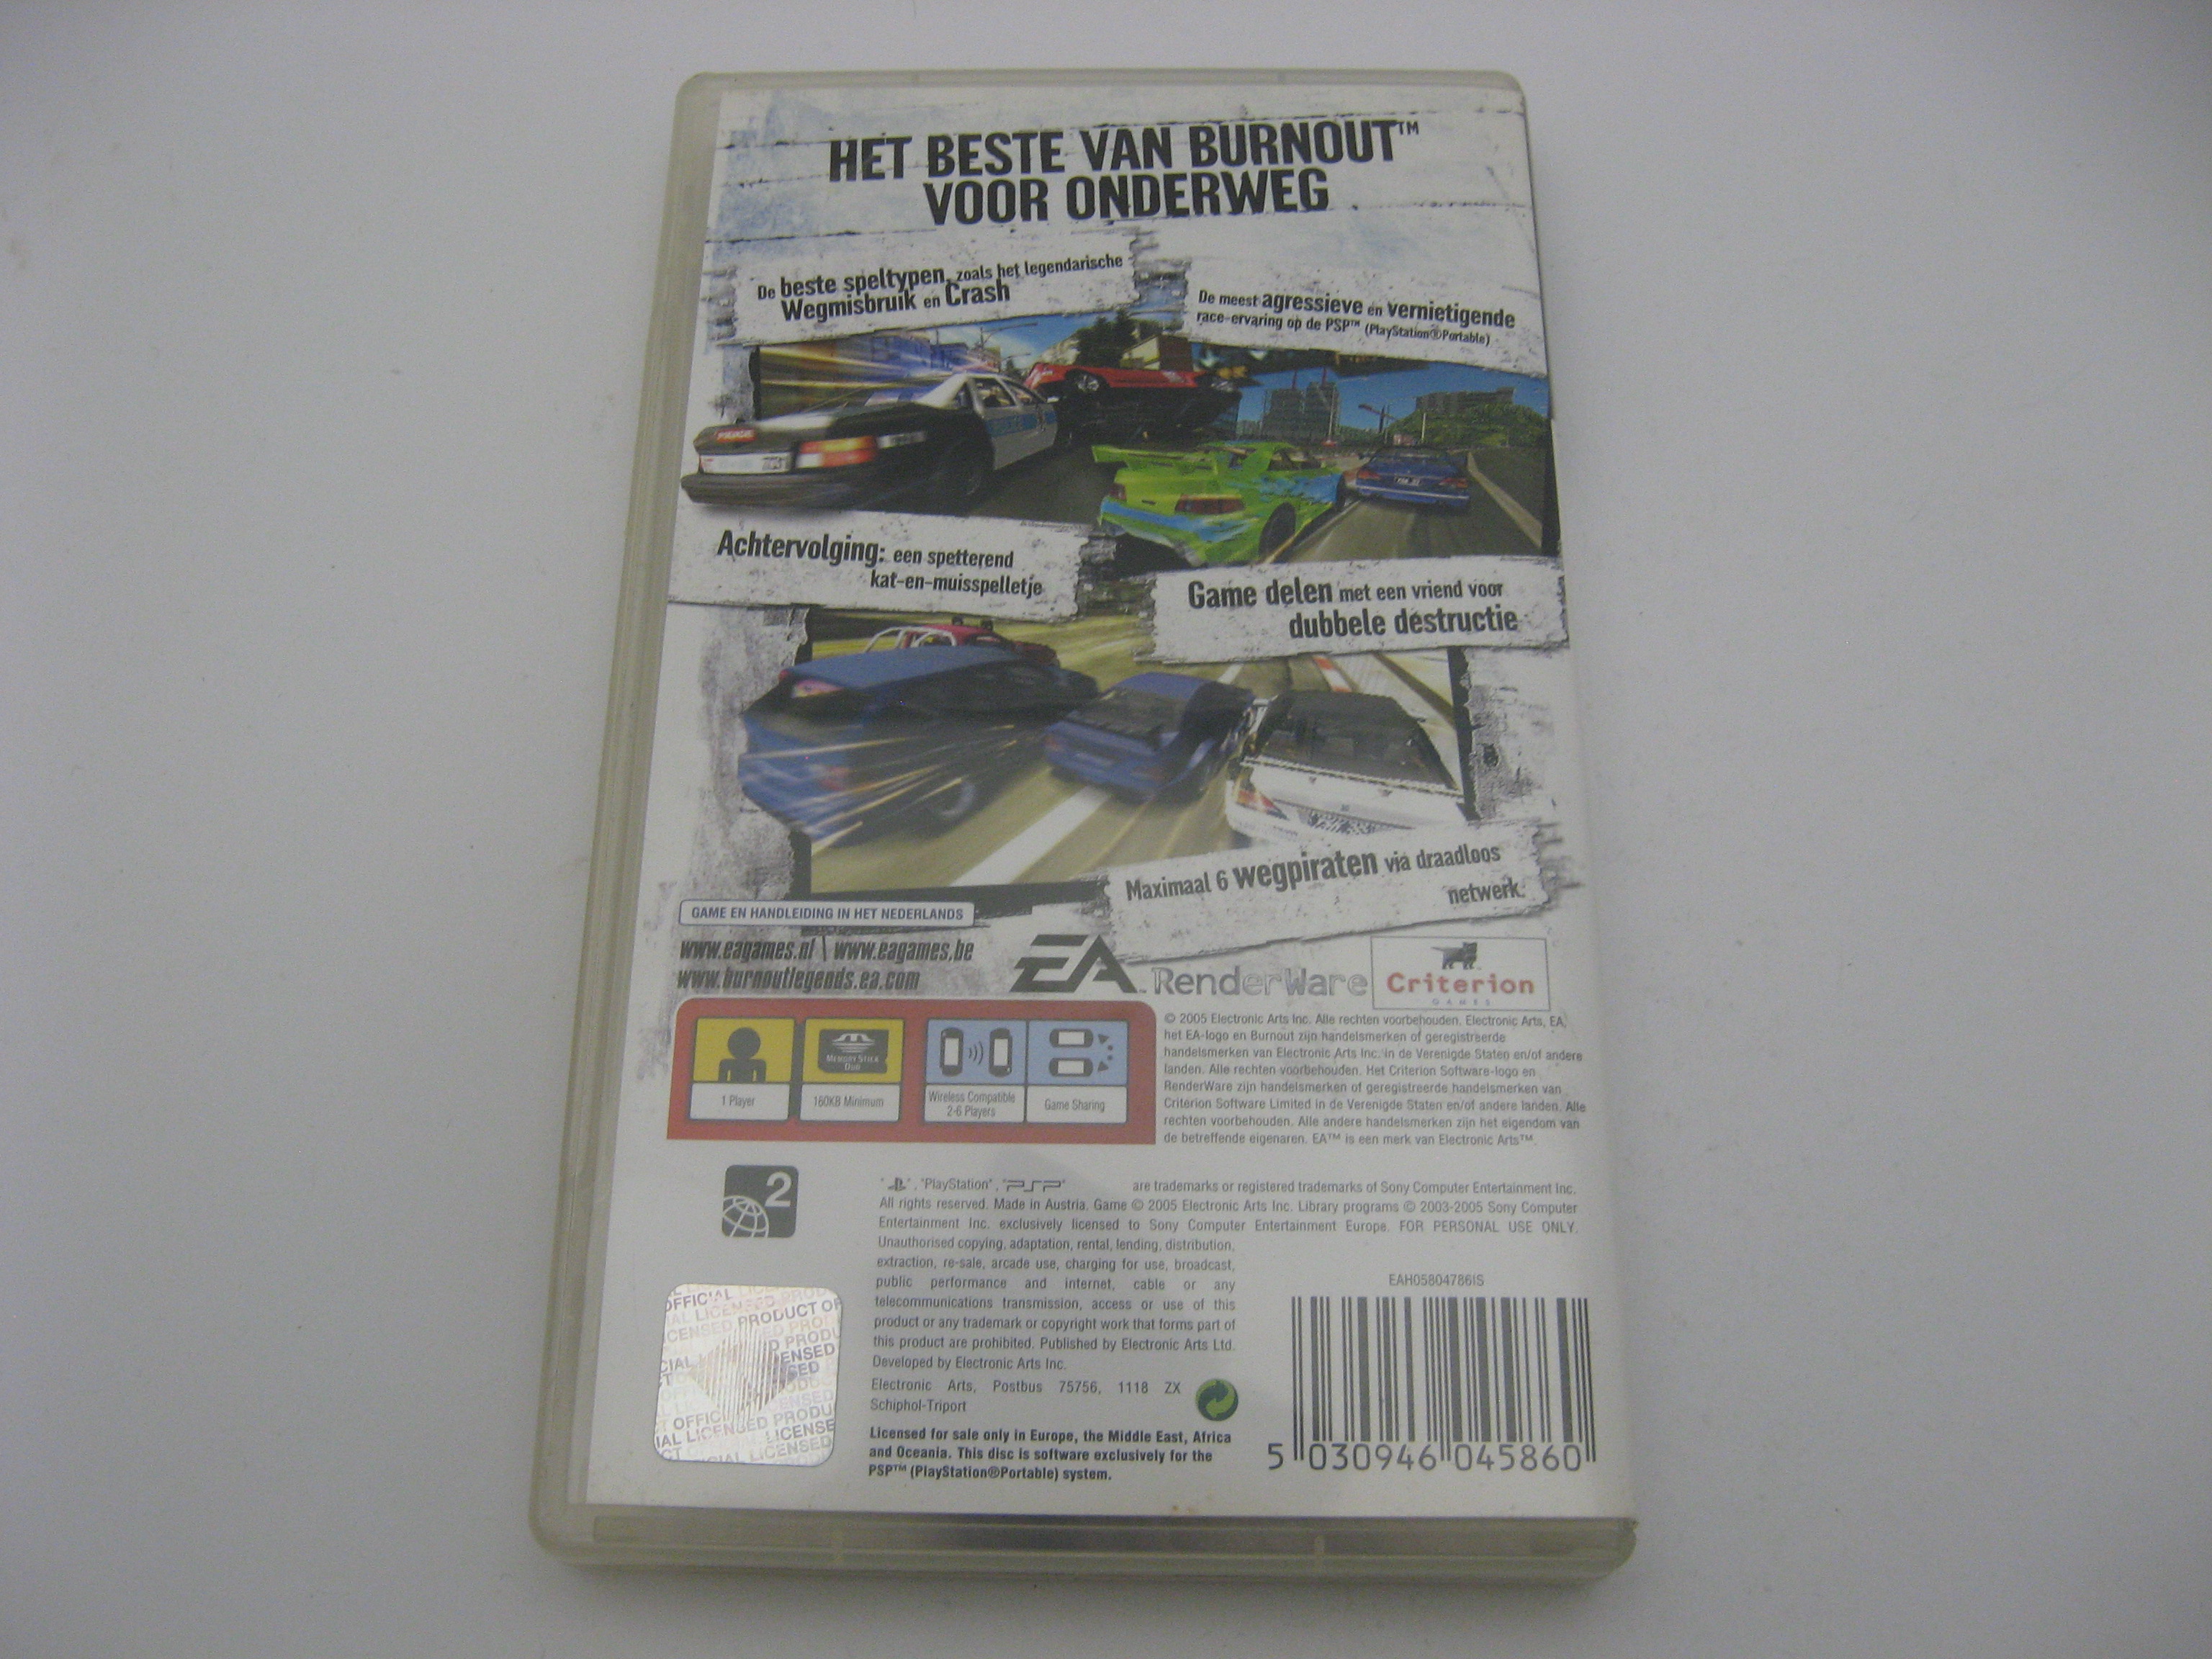 HET BESTE VAN BURNOUT™
VOOR ONDERWEG
De beste speltypen, zoals het legendarische
Wegmisbruik en Crash
De meest agressieve en vernietigende
race-ervaring op de PSP™ (PlayStation®Portable)
Achtervolging: een spetterend
kat-en-muisspelletje
Game delen met een vriend voor
dubbele destructie
Maximaal 6 wegpiraten via draadloos
netwerk.
GAME EN HANDLEIDING IN HET NEDERLANDS
www.eagames.nl | www.eagames.be
www.burnoutlegends.ea.com
EA™ RenderWare Criterion
GAMES
MEMORY STICK
DUO
1 Player
160KB Minimum
Wireless Compatible
2-6 Players
Game Sharing
© 2005 Electronic Arts Inc. Alle rechten voorbehouden. Electronic Arts, EA,
het EA-logo en Burnout zijn handelsmerken of geregistreerde
handelsmerken van Electronic Arts Inc. in de Verenigde Staten en/of andere
landen. Alle rechten voorbehouden. Het Criterion Software-logo en
RenderWare zijn handelsmerken of geregistreerde handelsmerken van
Criterion Software Limited in de Verenigde Staten en/of andere landen. Alle
rechten voorbehouden. Alle andere handelsmerken zijn het eigendom van
de betreffende eigenaren. EA™ is een merk van Electronic Arts™.
2
" ", "PlayStation", "PSP" are trademarks or registered trademarks of Sony Computer Entertainment Inc.
All rights reserved. Made in Austria. Game © 2005 Electronic Arts Inc. Library programs © 2003-2005 Sony Computer
Entertainment Inc. exclusively licensed to Sony Computer Entertainment Europe. FOR PERSONAL USE ONLY.
Unauthorised copying, adaptation, rental, lending, distribution,
extraction, re-sale, arcade use, charging for use, broadcast,
public performance and internet, cable or any
telecommunications transmission, access or use of this
product or any trademark or copyright work that forms part of
this product are prohibited. Published by Electronic Arts Ltd.
Developed by Electronic Arts Inc.
Electronic Arts, Postbus 75756, 1118 ZX
Schiphol-Triport
Licensed for sale only in Europe, the Middle East, Africa
and Oceania. This disc is software exclusively for the
PSP™ (PlayStation®Portable) system.
EAH05804786IS
5 030946 045860